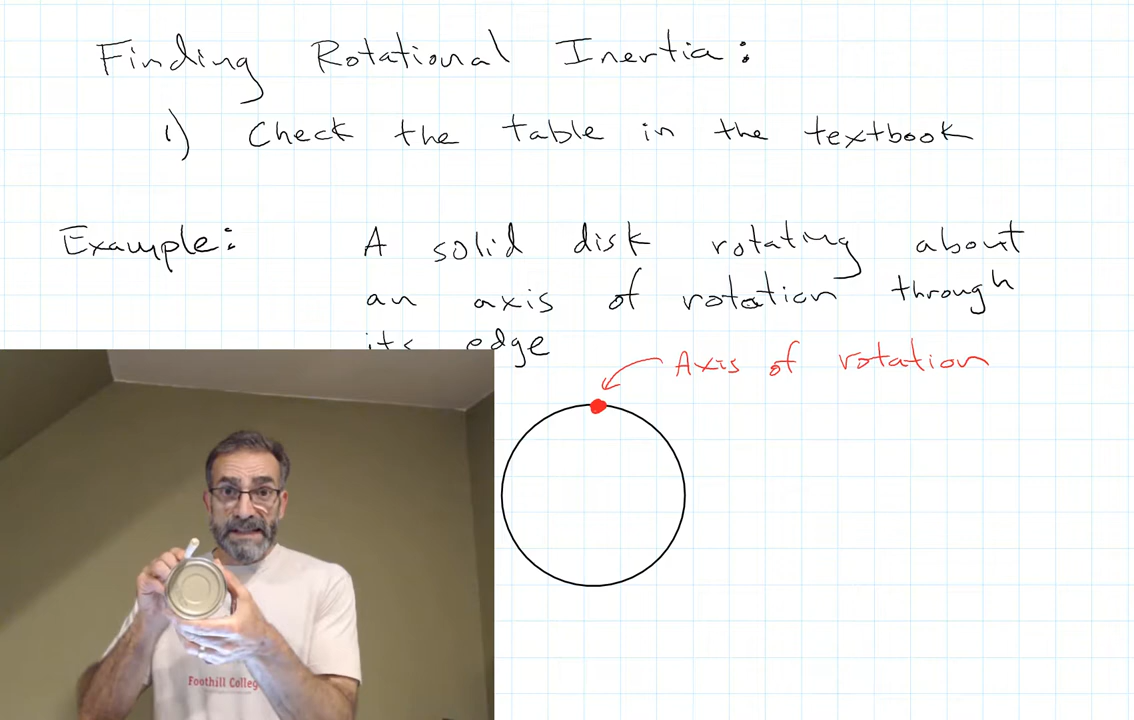 Finding Rotational Inertia:
1) Check the table in the textbook
Example: A solid disk rotating about
an axis of rotation through
its edge
Axis of rotation
Foothill College